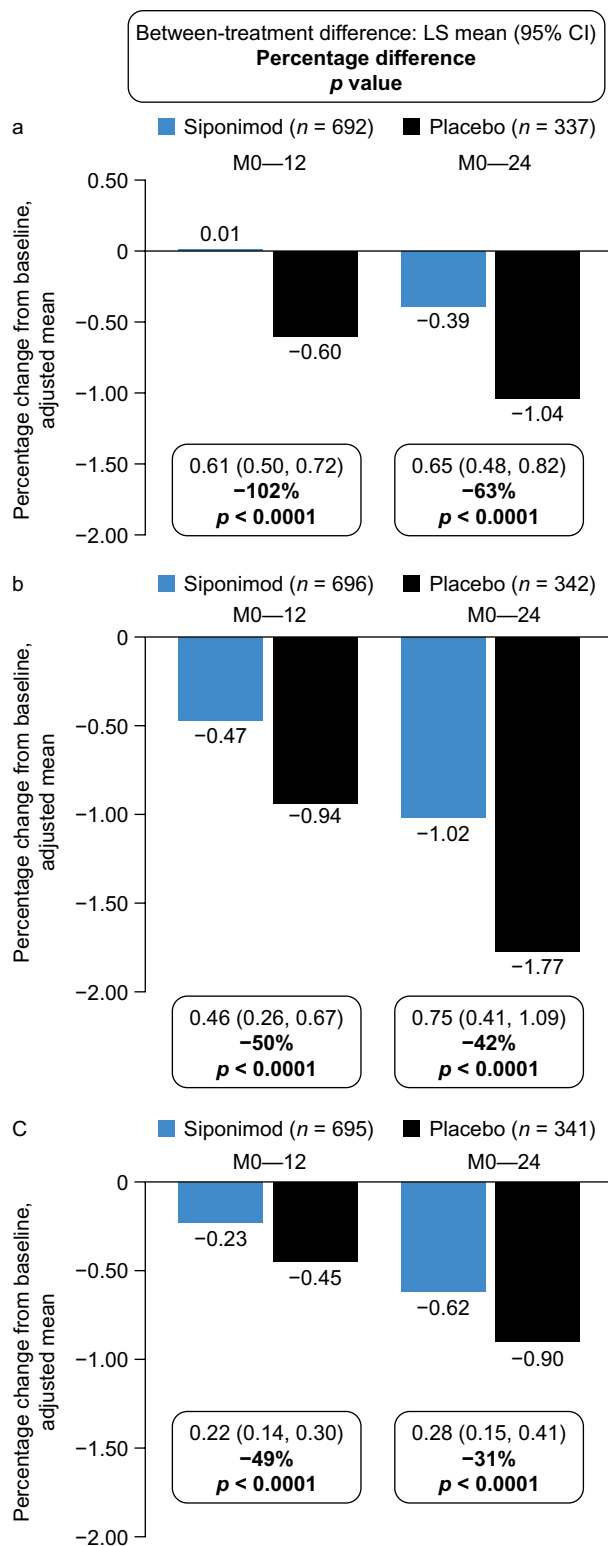 Between-treatment difference: LS mean (95% CI)
Percentage difference
p value
a
Siponimod (n = 692) Placebo (n = 337)
M0—12 M0—24
Percentage change from baseline,
adjusted mean
0.50
0
−0.50
−1.00
−1.50
−2.00
0.01
−0.60
−0.39
−1.04
0.61 (0.50, 0.72)
−102%
p < 0.0001
0.65 (0.48, 0.82)
−63%
p < 0.0001
b
Siponimod (n = 696) Placebo (n = 342)
M0—12 M0—24
Percentage change from baseline,
adjusted mean
0
−0.50
−1.00
−1.50
−2.00
−0.47
−0.94
−1.02
−1.77
0.46 (0.26, 0.67)
−50%
p < 0.0001
0.75 (0.41, 1.09)
−42%
p < 0.0001
C
Siponimod (n = 695) Placebo (n = 341)
M0—12 M0—24
Percentage change from baseline,
adjusted mean
0
−0.50
−1.00
−1.50
−2.00
−0.23
−0.45
−0.62
−0.90
0.22 (0.14, 0.30)
−49%
p < 0.0001
0.28 (0.15, 0.41)
−31%
p < 0.0001